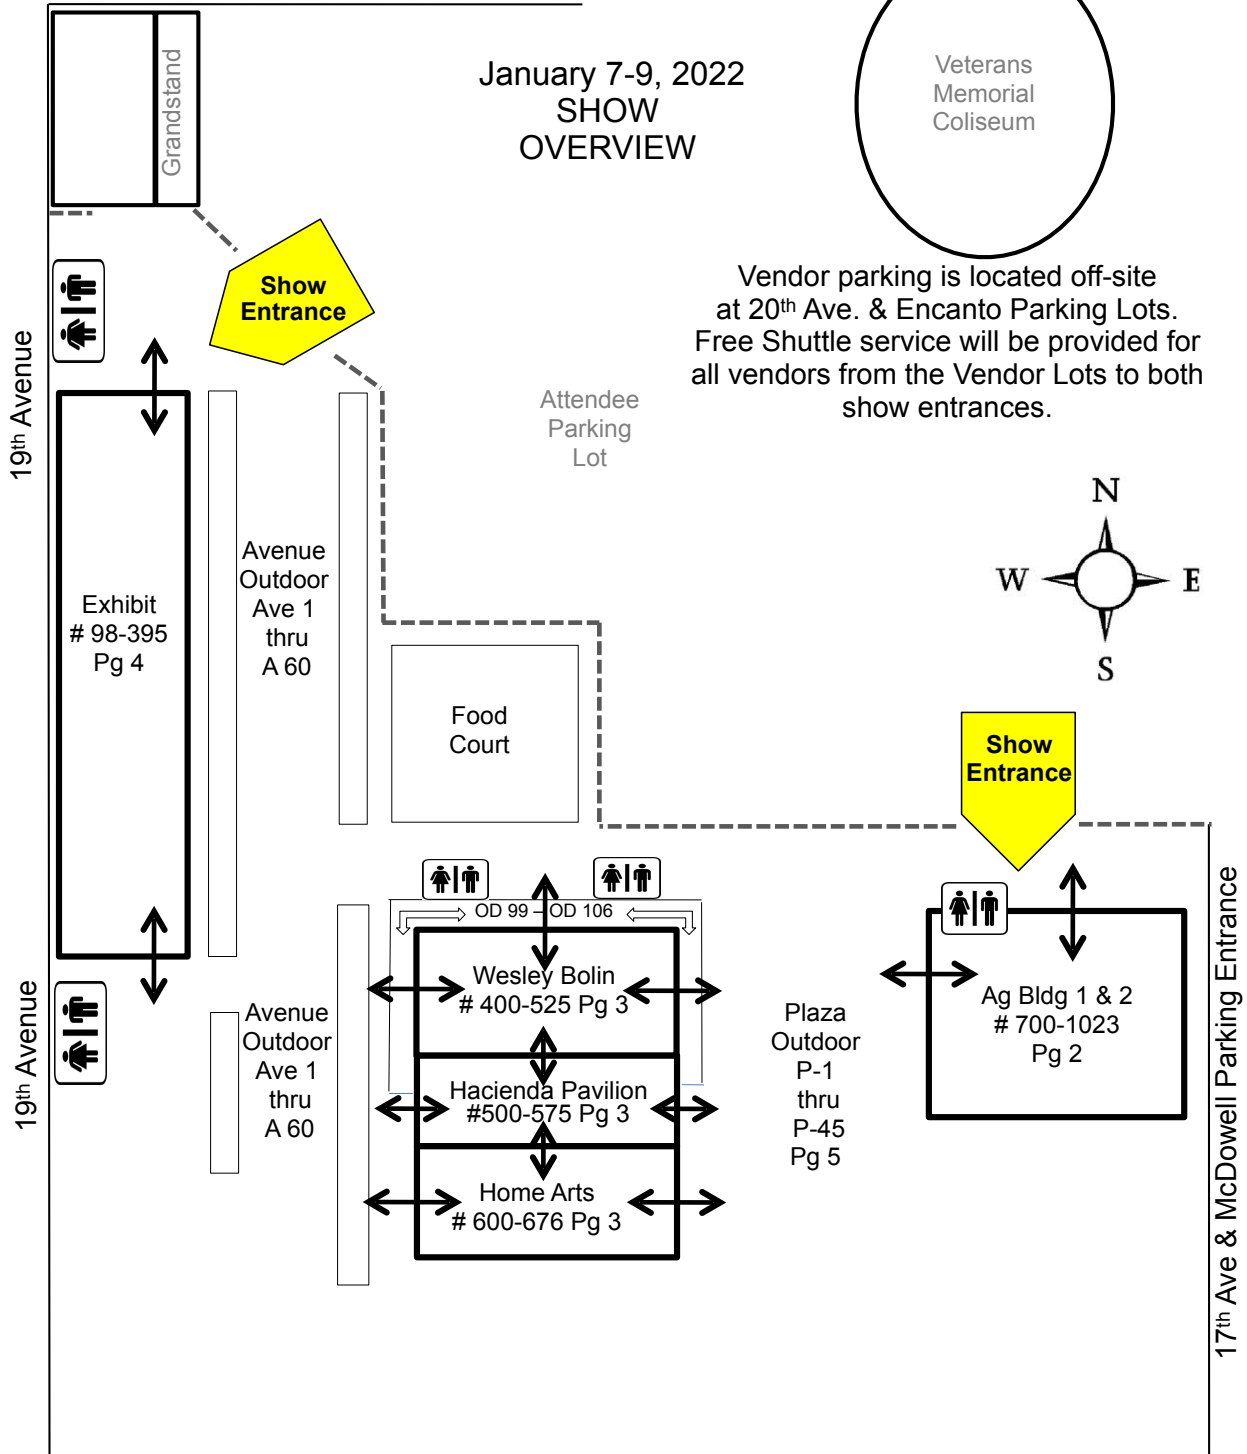 January 7-9, 2022
SHOW
OVERVIEW
Grandstand
Veterans
Memorial
Coliseum
Show
Entrance
Vendor parking is located off-site
at 20th Ave. & Encanto Parking Lots.
Free Shuttle service will be provided for
all vendors from the Vendor Lots to both
show entrances.
19th Avenue
Attendee
Parking
Lot
N
W
E
S
Avenue
Outdoor
Ave 1
thru
A 60
Exhibit
# 98-395
Pg 4
Food
Court
Show
Entrance
OD 99 – OD 106
Wesley Bolin
# 400-525 Pg 3
Hacienda Pavilion
#500-575 Pg 3
Home Arts
# 600-676 Pg 3
19th Avenue
Avenue
Outdoor
Ave 1
thru
A 60
Plaza
Outdoor
P-1
thru
P-45
Pg 5
Ag Bldg 1 & 2
# 700-1023
Pg 2
17th Ave & McDowell Parking Entrance